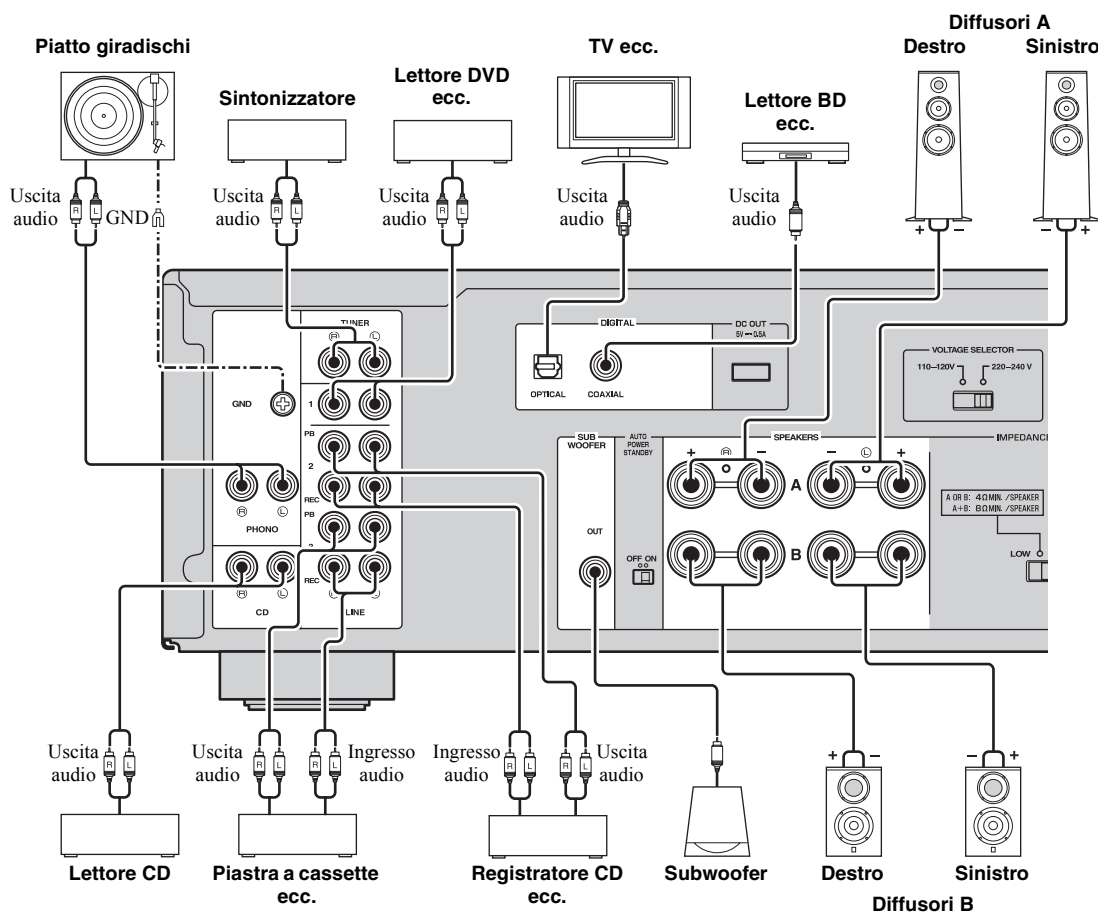 Diffusori A
Piatto giradischi
TV ecc.
Destro
Sinistro
Sintonizzatore
Lettore DVD
ecc.
Lettore BD
ecc.
Uscita
audio
R
L
GND
Uscita
audio
R
L
Uscita
audio
R
L
Uscita
audio
Uscita
audio
+
−
−
+
TUNER
R
L
GND
1
PB
2
REC
PB
3
REC
R
L
PHONO
R
L
CD
LINE
DIGITAL
OPTICAL
COAXIAL
DC OUT
5V 0.5A
VOLTAGE SELECTOR
110–120V
220–240 V
SUB
WOOFER
OUT
AUTO
POWER
STANDBY
OFF ON
SPEAKERS
+
R
−
−
L
+
A
B
IMPEDANCE
A OR B: 4ΩMIN. /SPEAKER
A+B: 8ΩMIN. /SPEAKER
LOW
Uscita
audio
R
L
Uscita
audio
R
L
R
L
Ingresso
audio
Ingresso
audio
R
L
R
L
Uscita
audio
+
−
−
+
Lettore CD
Piastra a cassette
ecc.
Registratore CD
ecc.
Subwoofer
Destro
Sinistro
Diffusori B